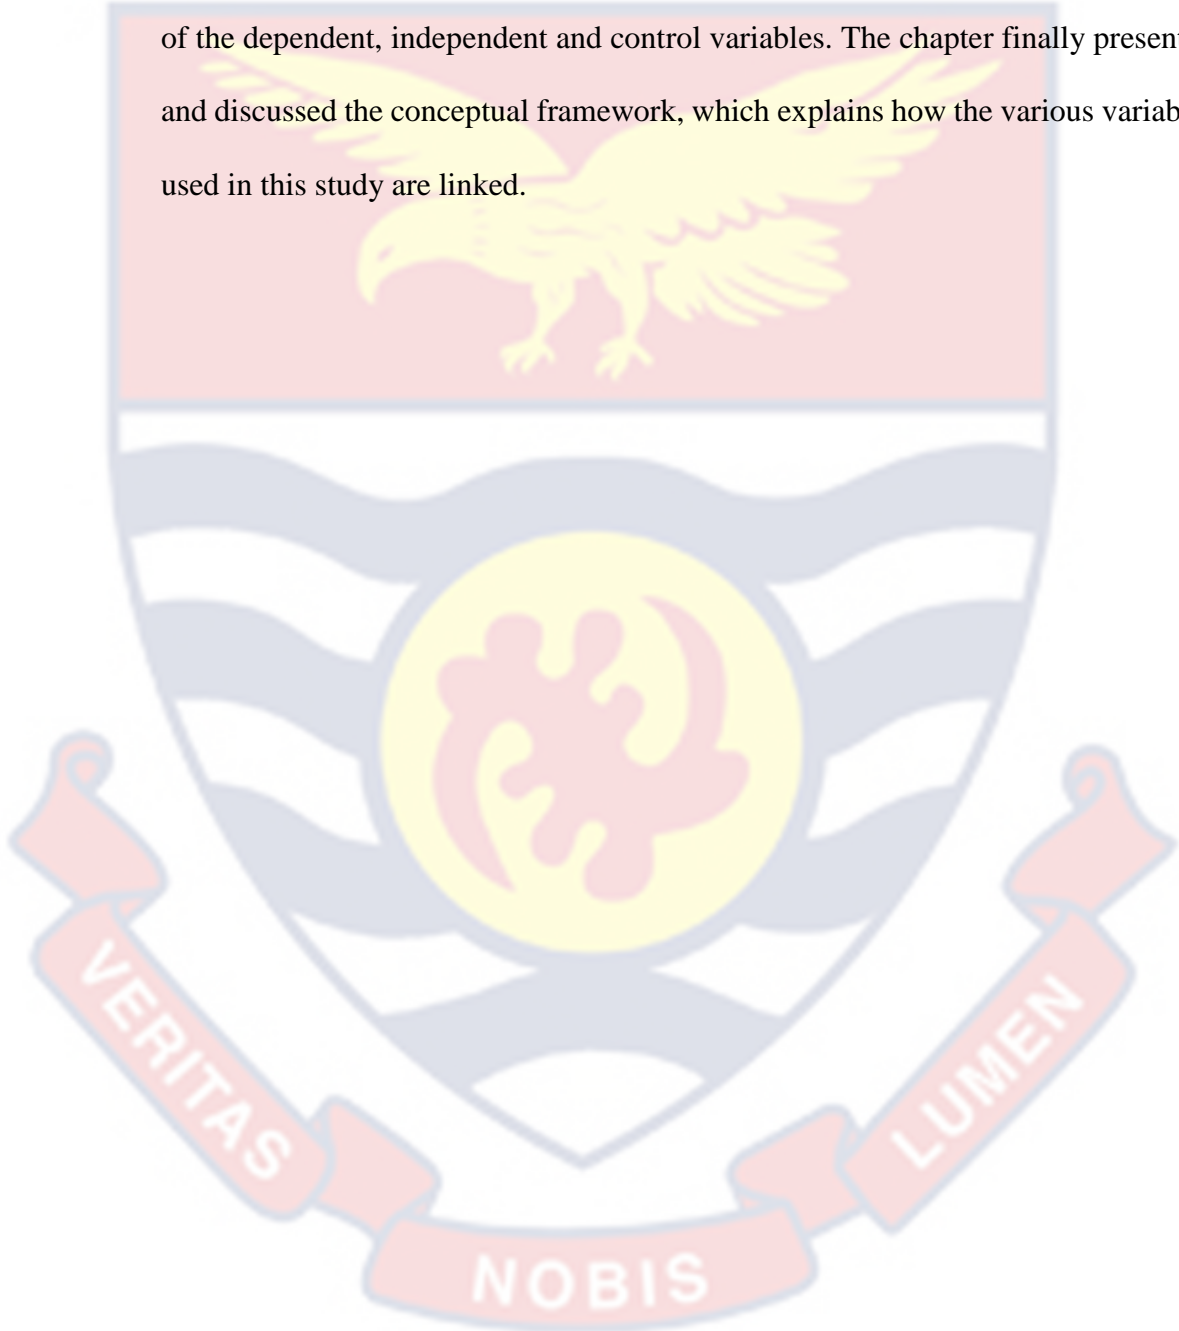 of the dependent, independent and control variables. The chapter finally present
and discussed the conceptual framework, which explains how the various variab
used in this study are linked.
VERITAS
NOBIS
LUMEN